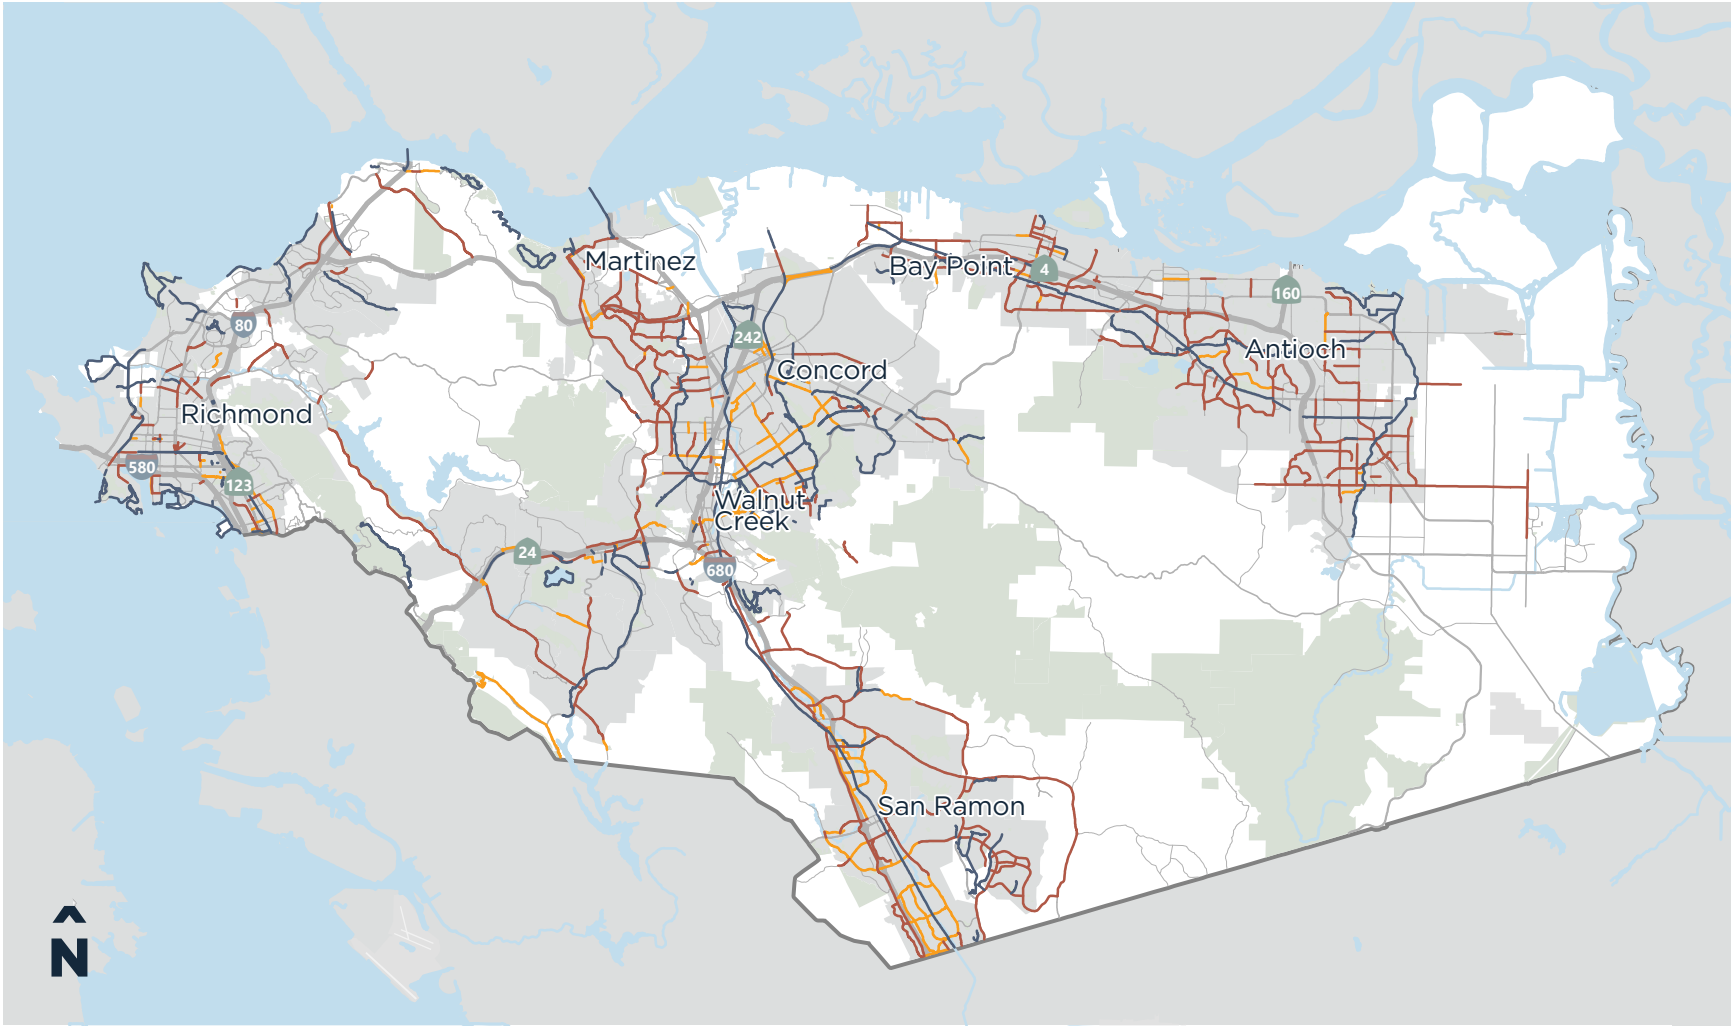 Martinez
Bay Point
4
160
80
242
Antioch
Concord
Richmond
580
123
Walnut
Creek
24
680
San Ramon
N